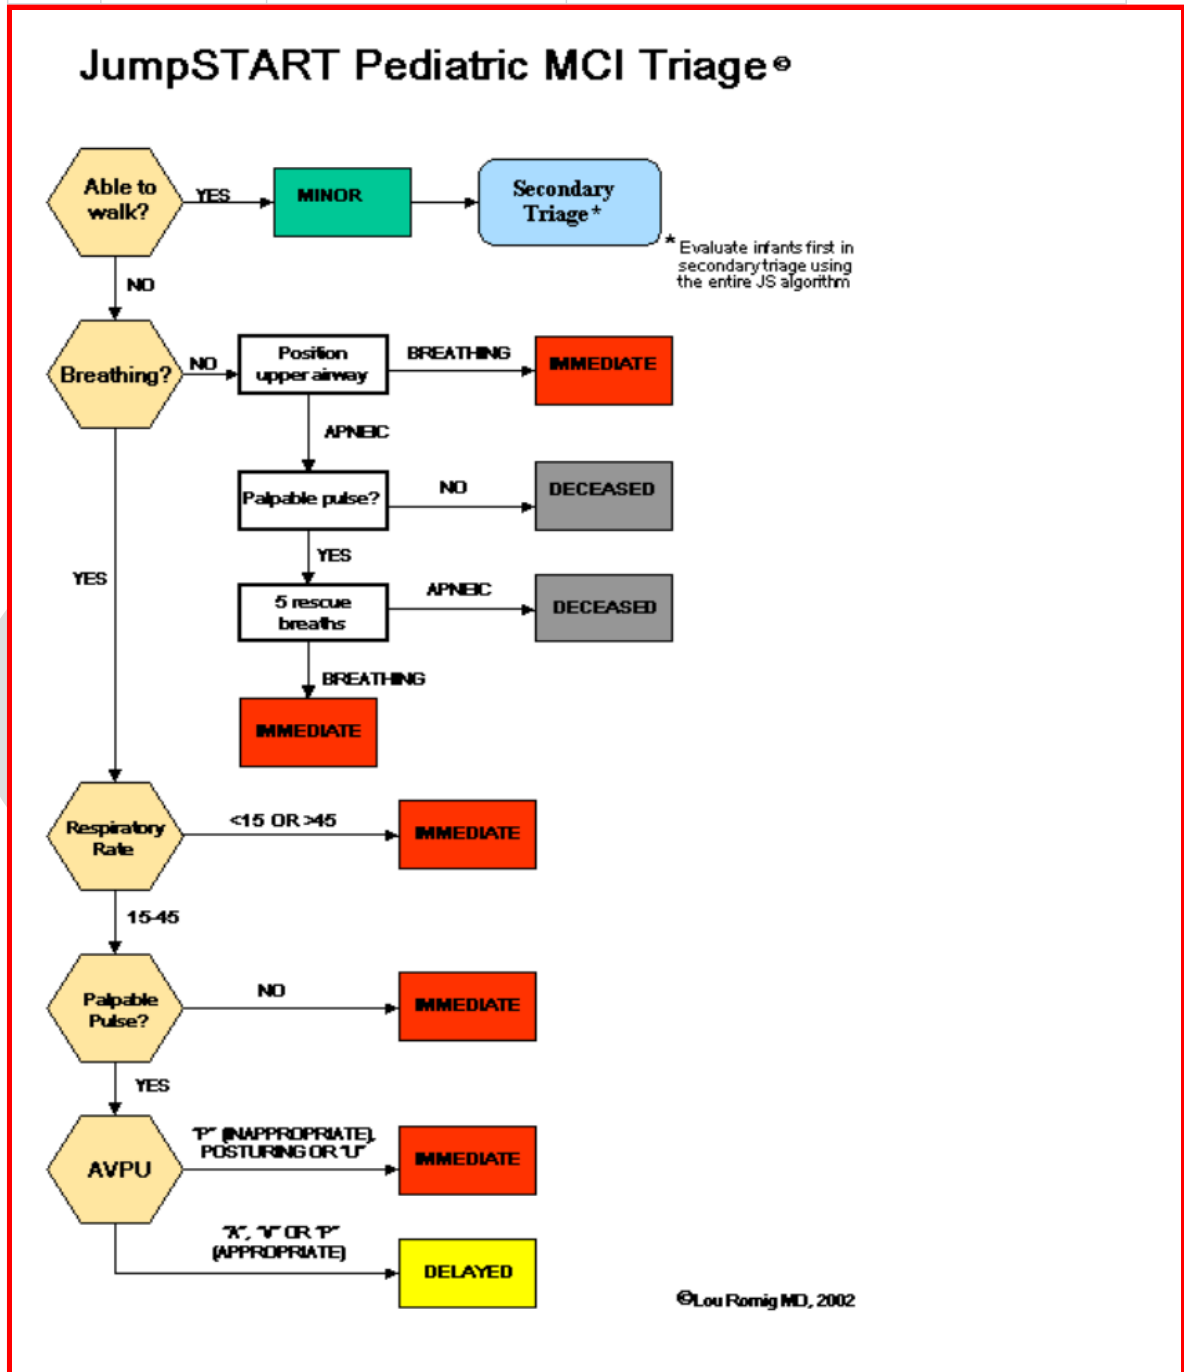 JumpSTART Pediatric MCI Triage©
Able to
walk?
YES
MINOR
Secondary
Triage*
* Evaluate infants first in
secondary triage using
the entire JS algorithm
NO
Breathing?
NO
Position
upper airway
BREATHING
IMMEDIATE
APNEIC
Palpable pulse?
NO
DECEASED
YES
YES
5 rescue
breaths
APNEIC
DECEASED
BREATHING
IMMEDIATE
Respiratory
Rate
<15 OR >45
IMMEDIATE
15-45
Palpable
Pulse?
NO
IMMEDIATE
YES
AVPU
"P" (INAPPROPRIATE),
POSTURING OR "U"
IMMEDIATE
"A", "V" OR "P"
(APPROPRIATE)
DELAYED
©Lou Romig MD, 2002